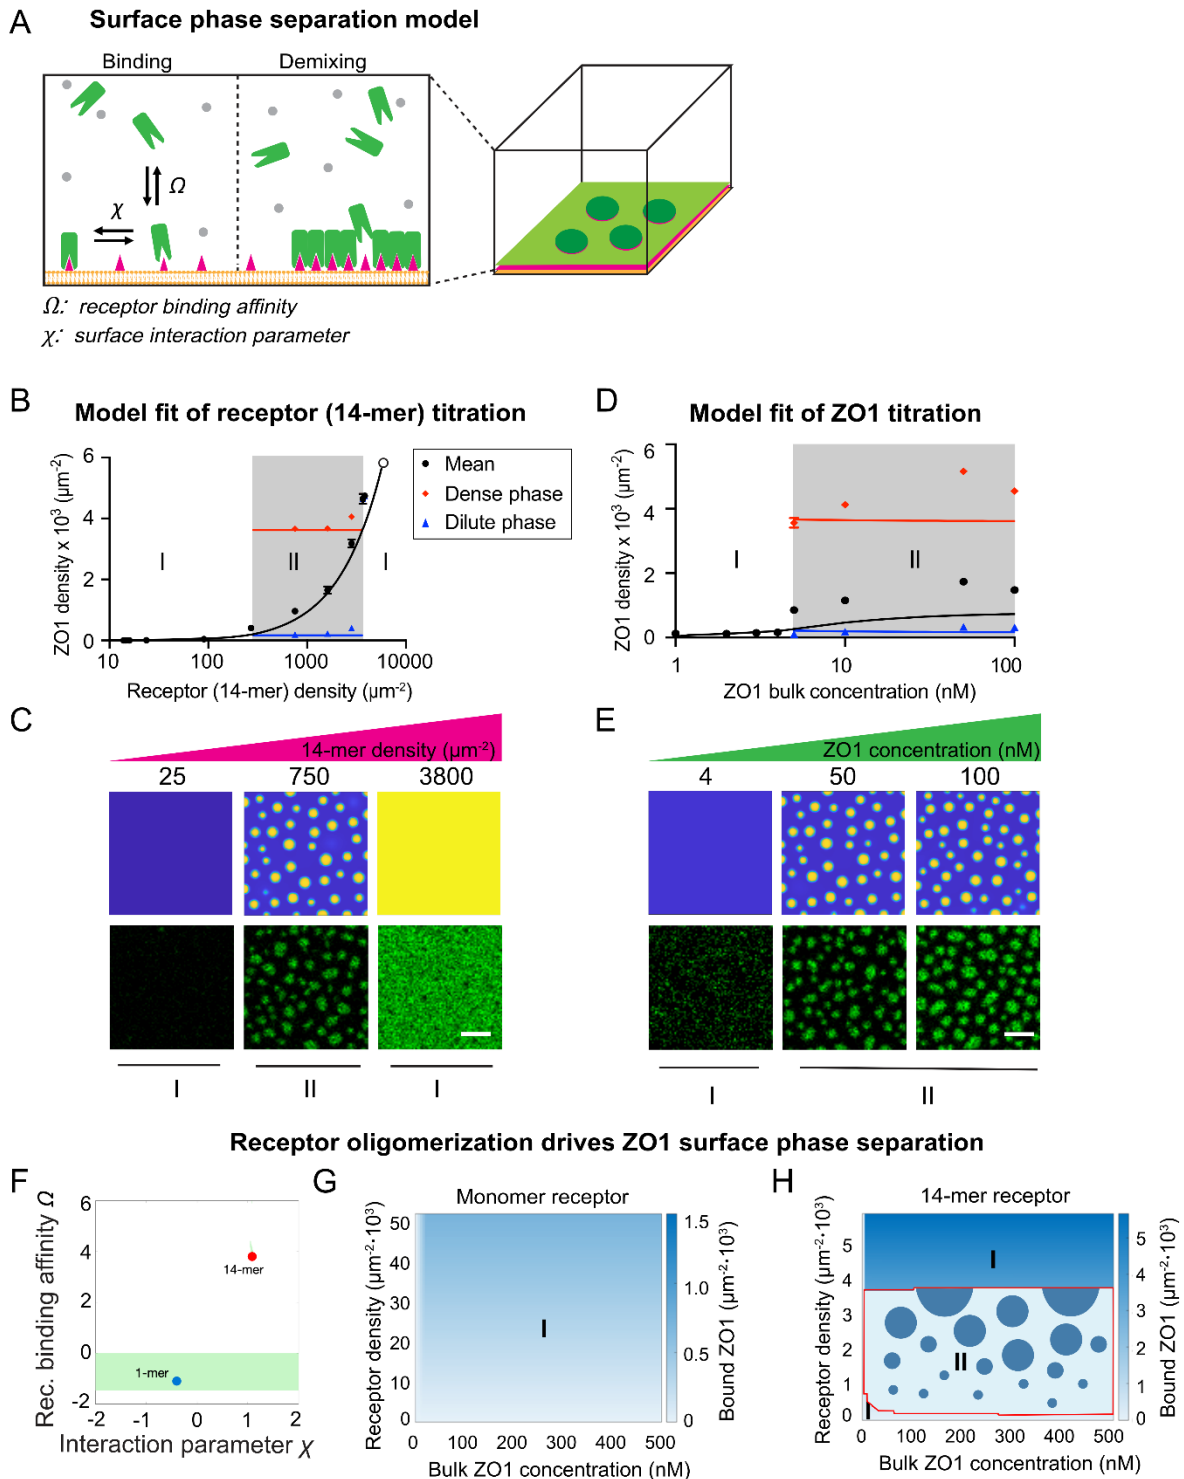 A
Surface phase separation model
Binding
Demixing
Ω
χ
Ω: receptor binding affinity
χ: surface interaction parameter
B
Model fit of receptor (14-mer) titration
ZO1 density x 10³ (μm⁻²)
6
4
2
0
I
II
I
10
100
1000
10000
Receptor (14-mer) density (μm⁻²)
Mean
Dense phase
Dilute phase
D
Model fit of ZO1 titration
ZO1 density x 10³ (μm⁻²)
6
4
2
0
I
II
1
10
100
ZO1 bulk concentration (nM)
C
14-mer density (μm⁻²)
25 750 3800
I II I
E
ZO1 concentration (nM)
4 50 100
I II
Receptor oligomerization drives ZO1 surface phase separation
F
Rec. binding affinity Ω
6
4
2
0
-2
14-mer
1-mer
-2 -1 0 1 2
Interaction parameter χ
G
Monomer receptor
Receptor density (μm⁻²·10³)
50
40
30
20
10
0
I
0 100 200 300 400 500
Bulk ZO1 concentration (nM)
1.5
1.0
0.5
0
Bound ZO1 (μm⁻²·10³)
H
14-mer receptor
Receptor density (μm⁻²·10³)
5
4
3
2
1
0
I
II
I
0 100 200 300 400 500
Bulk ZO1 concentration (nM)
5
4
3
2
1
0
Bound ZO1 (μm⁻²·10³)